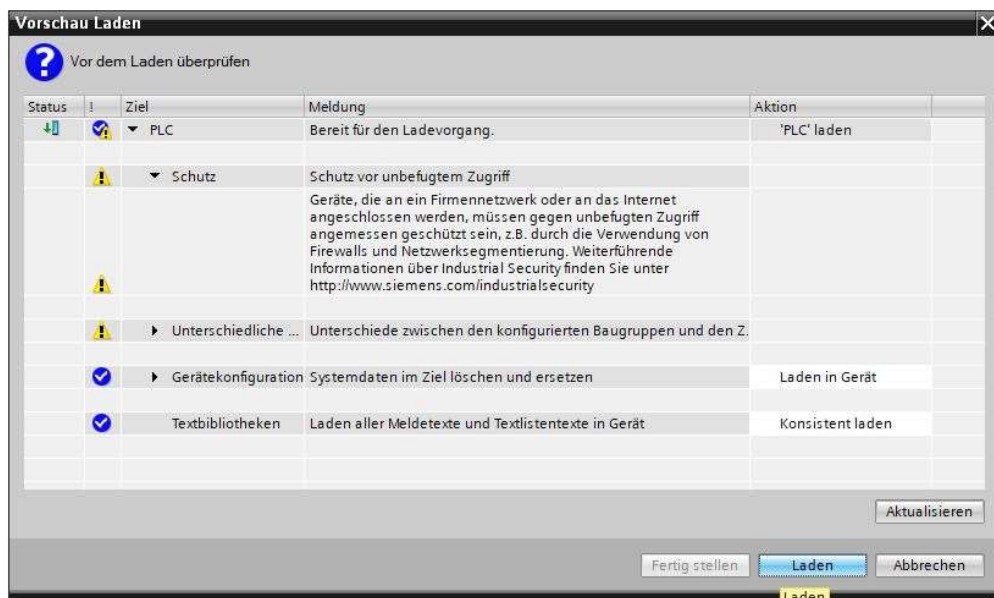 Vorschau Laden
Vor dem Laden überprüfen
Status ! Ziel Meldung Aktion
PLC Bereit für den Ladevorgang. 'PLC' laden
Schutz Schutz vor unbefugtem Zugriff
Geräte, die an ein Firmennetzwerk oder an das Internet
angeschlossen werden, müssen gegen unbefugten Zugriff
angemessen geschützt sein, z.B. durch die Verwendung von
Firewalls und Netzwerksegmentierung. Weiterführende
Informationen über Industrial Security finden Sie unter
http://www.siemens.com/industrialsecurity
Unterschiedliche ... Unterschiede zwischen den konfigurierten Baugruppen und den Z.
Gerätekonfiguration Systemdaten im Ziel löschen und ersetzen Laden in Gerät
Textbibliotheken Laden aller Meldetexte und Textlistentexte in Gerät Konsistent laden
Aktualisieren
Fertig stellen Laden Abbrechen
Laden